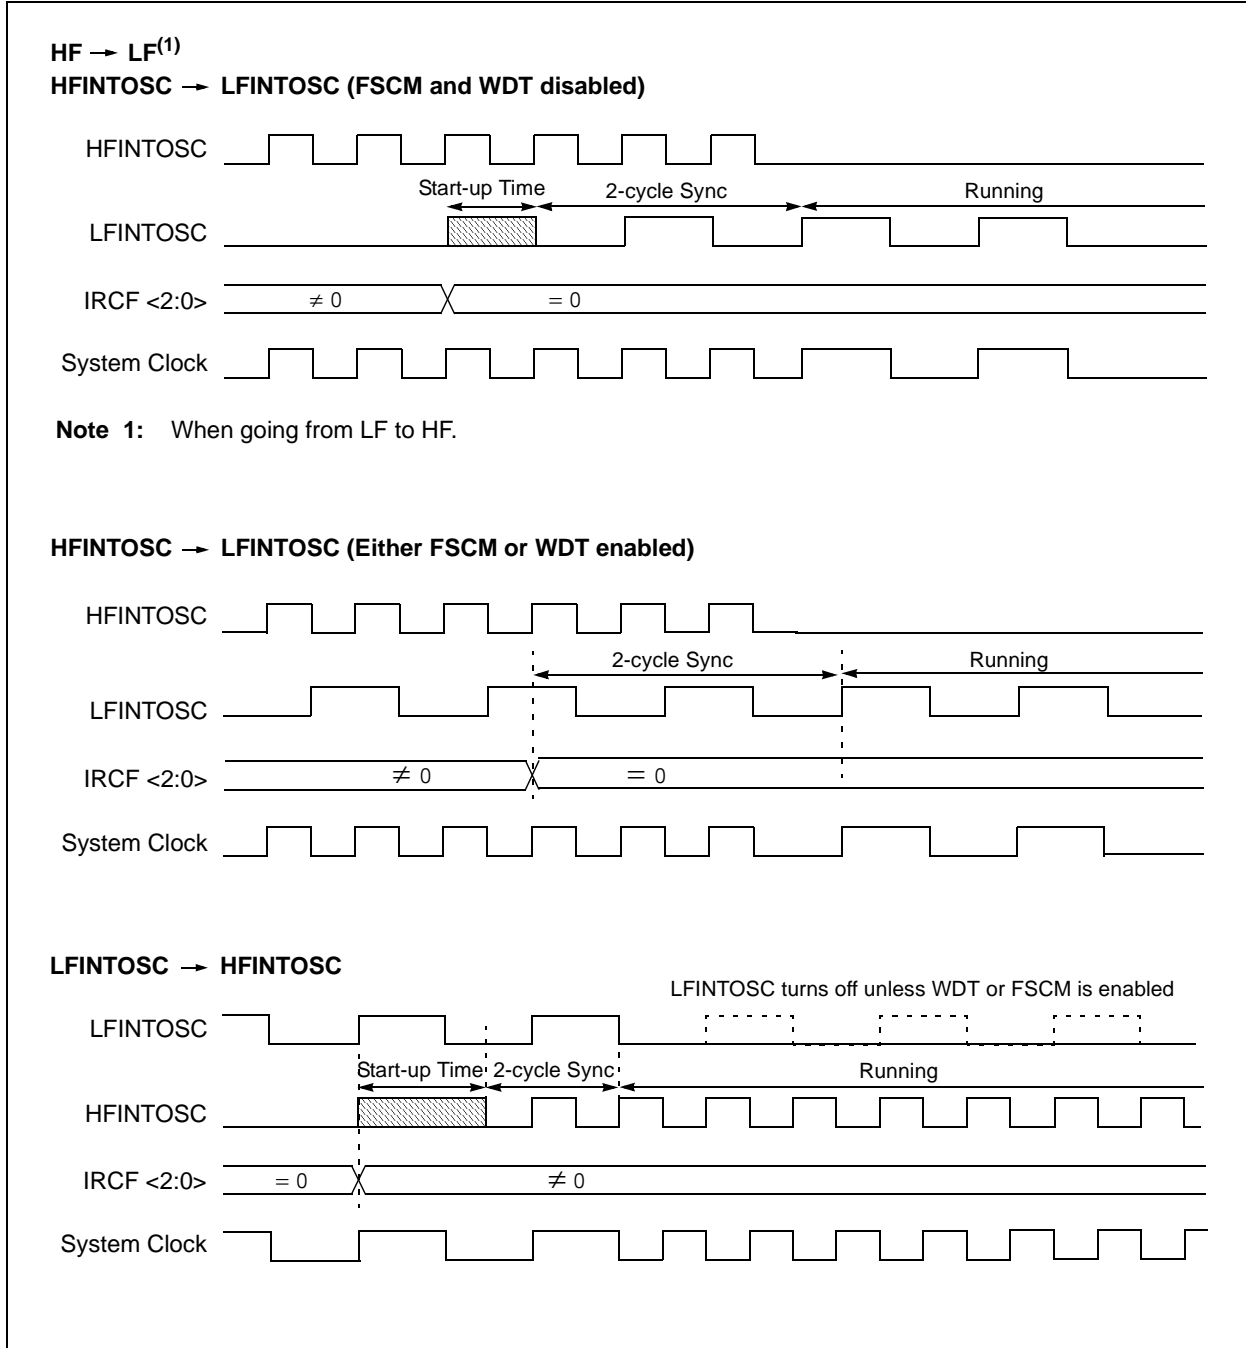 HF → LF(1)
HFINTOSC → LFINTOSC (FSCM and WDT disabled)
HFINTOSC
Start-up Time 2-cycle Sync Running
LFINTOSC
IRCF <2:0> ≠ 0 = 0
System Clock
Note 1: When going from LF to HF.
HFINTOSC → LFINTOSC (Either FSCM or WDT enabled)
HFINTOSC
2-cycle Sync Running
LFINTOSC
IRCF <2:0> ≠ 0 = 0
System Clock
LFINTOSC → HFINTOSC
LFINTOSC turns off unless WDT or FSCM is enabled
LFINTOSC
Start-up Time 2-cycle Sync Running
HFINTOSC
IRCF <2:0> = 0 ≠ 0
System Clock